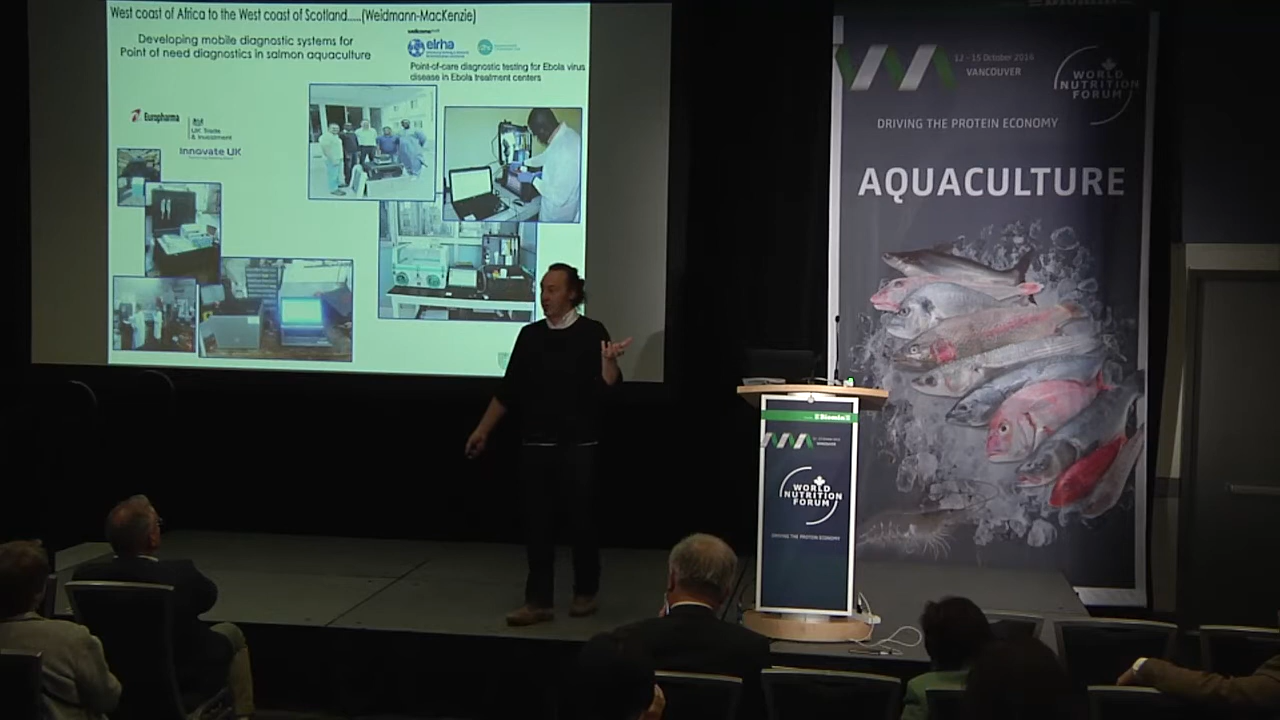 West coast of Africa to the West coast of Scotland.....(Weidmann-MacKenzie)
Developing mobile diagnostic systems for
Point of need diagnostics in salmon aquaculture
elrha
Point-of-care diagnostic testing for Ebola virus
disease in Ebola treatment centers
Europharma
UK Trade
& Investment
Innovate UK
12 - 15 October 2016
VANCOUVER
WORLD
NUTRITION
FORUM
DRIVING THE PROTEIN ECONOMY
AQUACULTURE
Biomin
VANCOUVER
WORLD
NUTRITION
FORUM
DRIVING THE PROTEIN ECONOMY